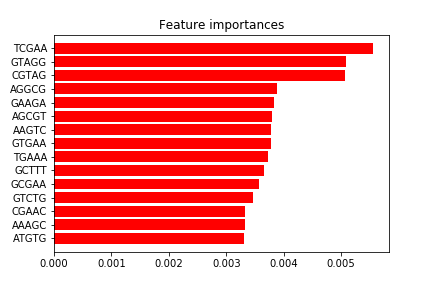 Feature importances
TCGAA
GTAGG
CGTAG
AGGCG
GAAGA
AGCGT
AAGTC
GTGAA
TGAAA
GCTTT
GCGAA
GTCTG
CGAAC
AAAGC
ATGTG
0.000 0.001 0.002 0.003 0.004 0.005